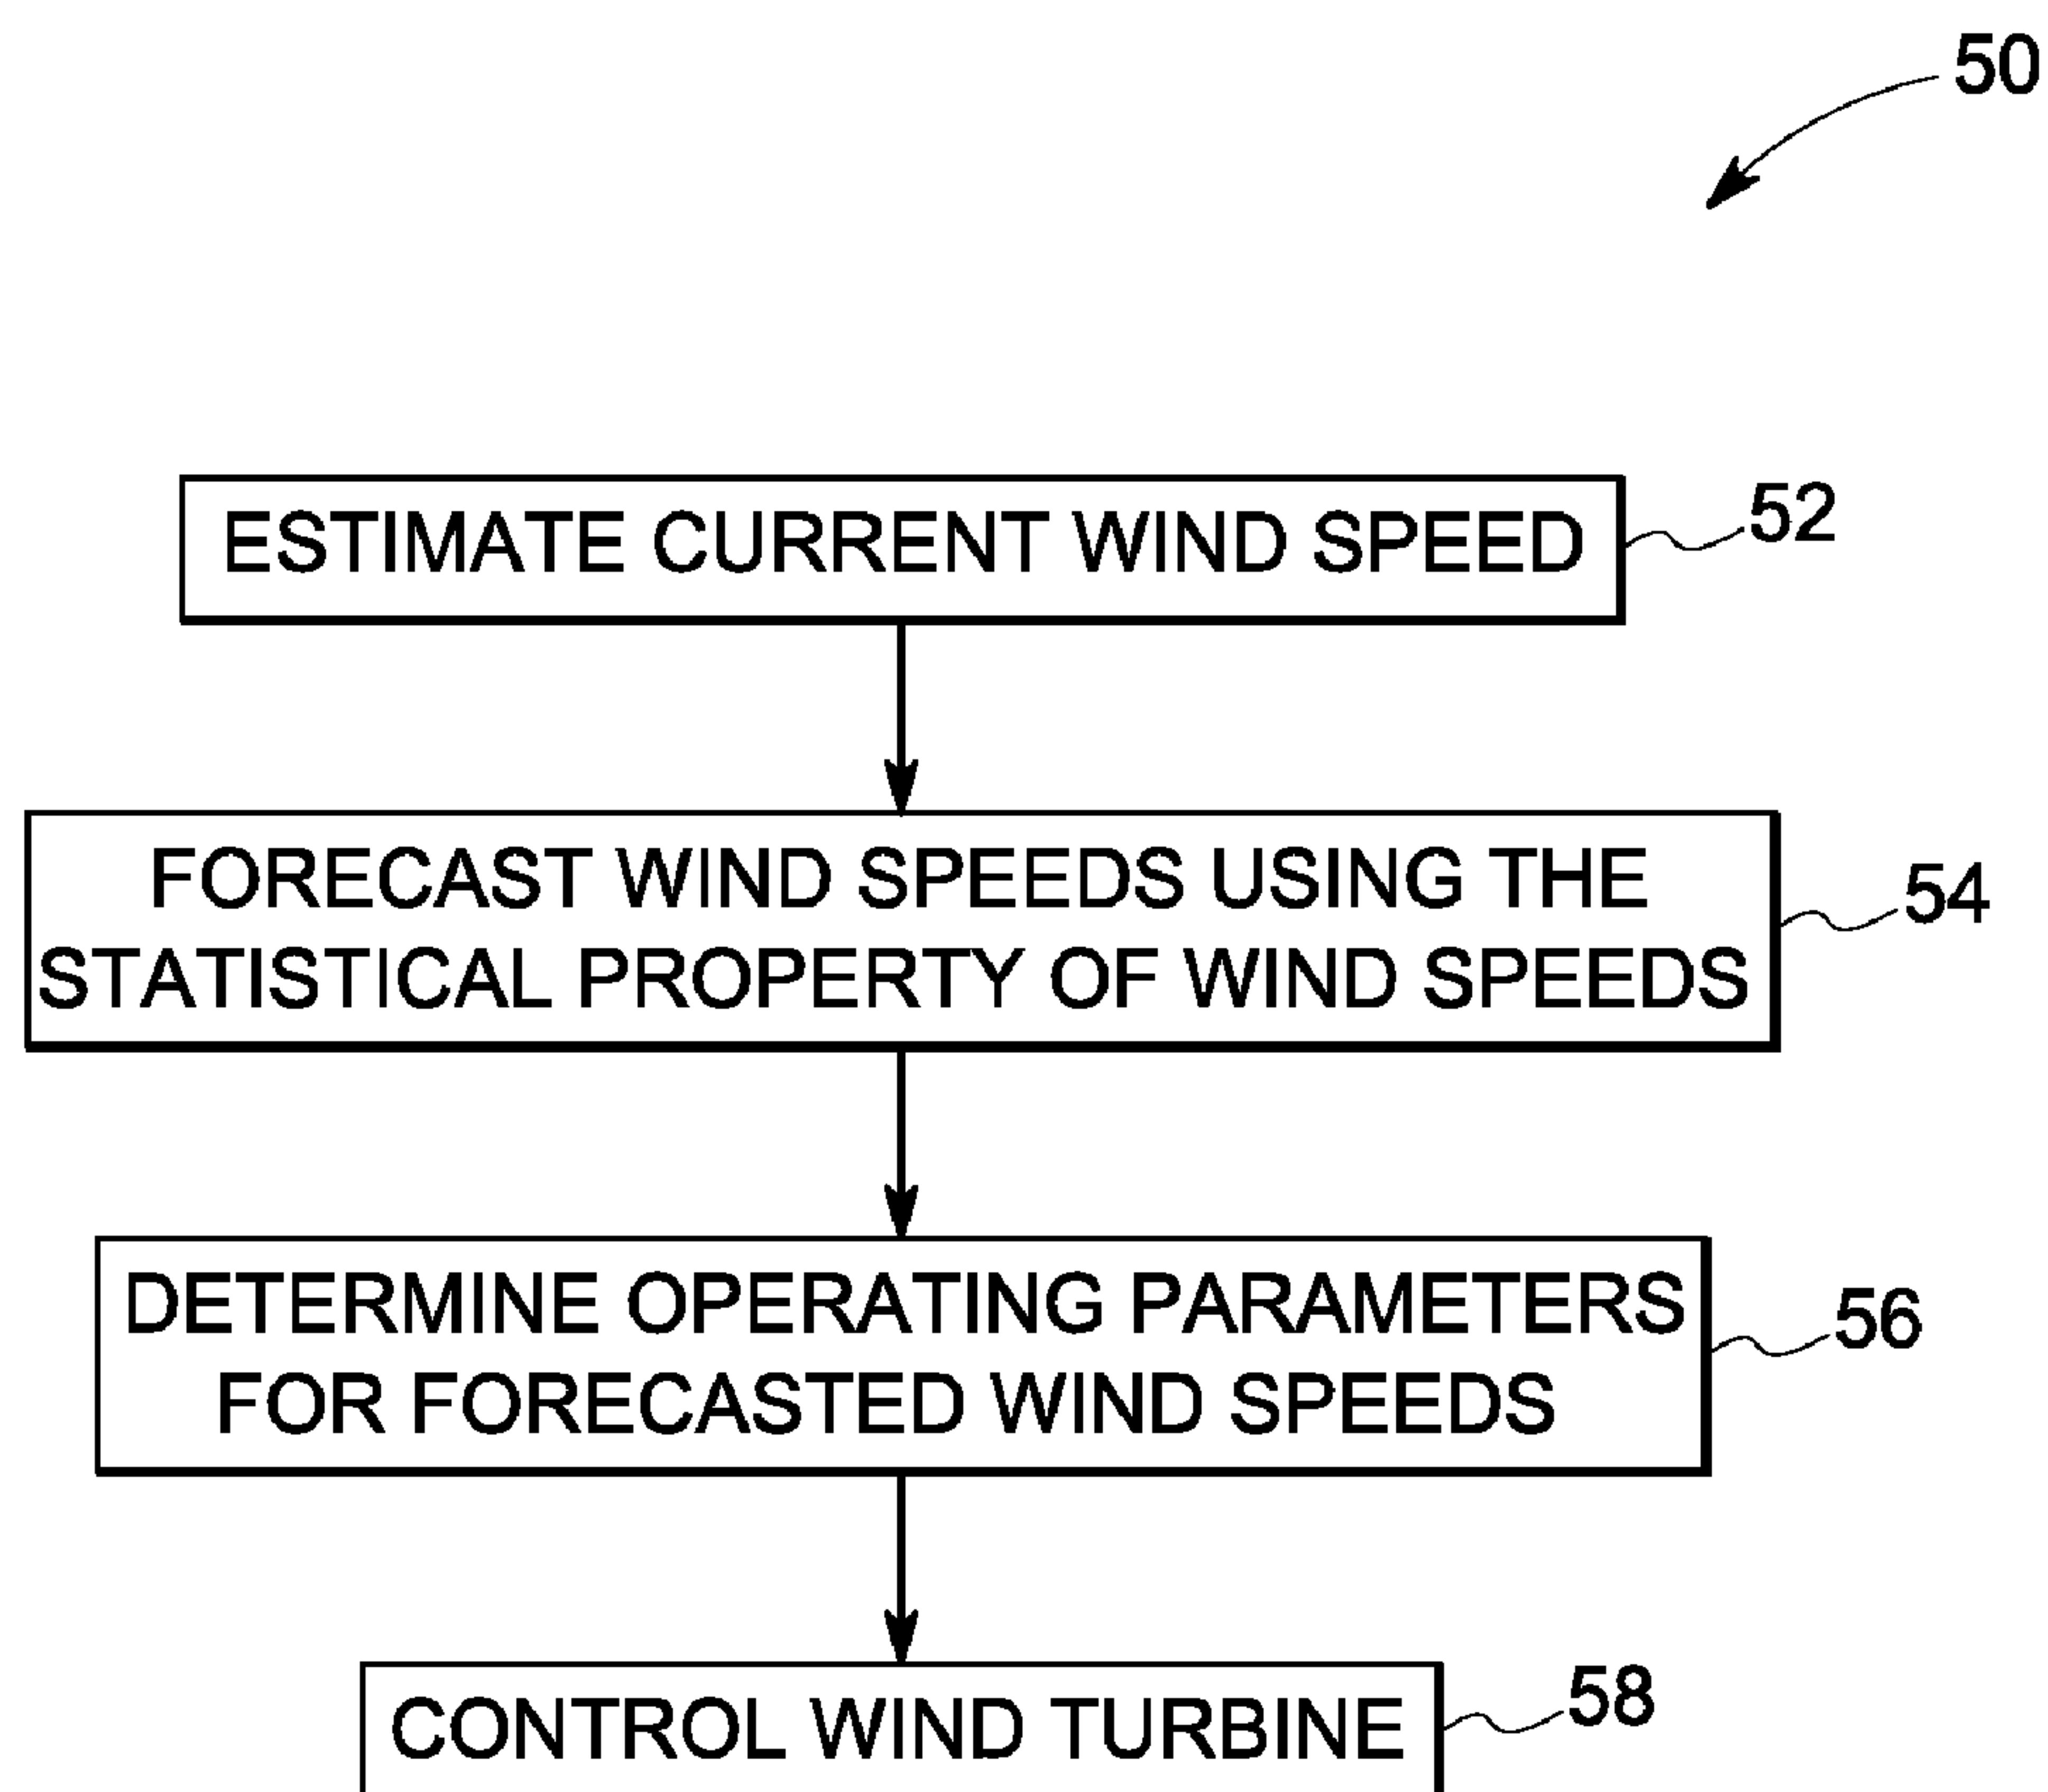 50
ESTIMATE CURRENT WIND SPEED
52
FORECAST WIND SPEEDS USING THE
STATISTICAL PROPERTY OF WIND SPEEDS
54
DETERMINE OPERATING PARAMETERS
FOR FORECASTED WIND SPEEDS
56
CONTROL WIND TURBINE
58